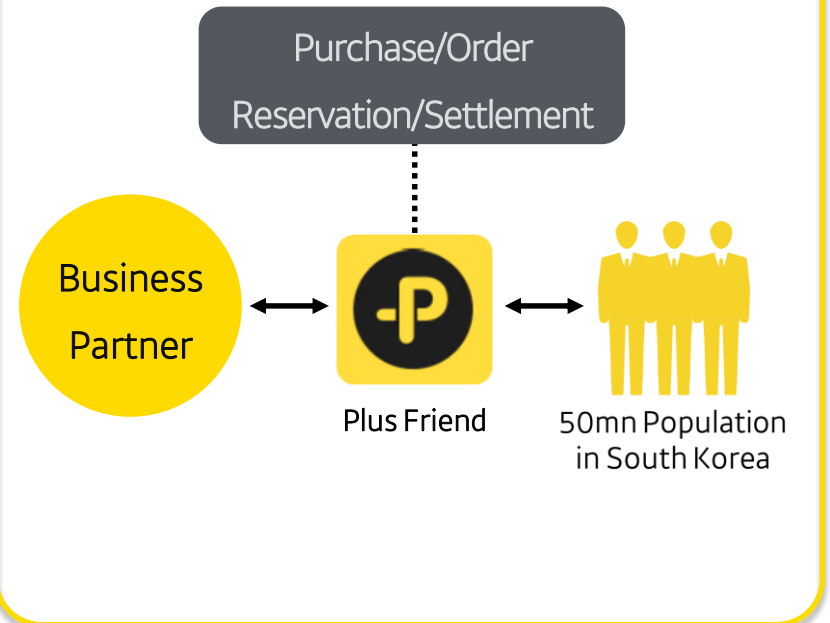 Purchase/Order
Reservation/Settlement
Business
Partner
P
Plus Friend
50mn Population
in South Korea